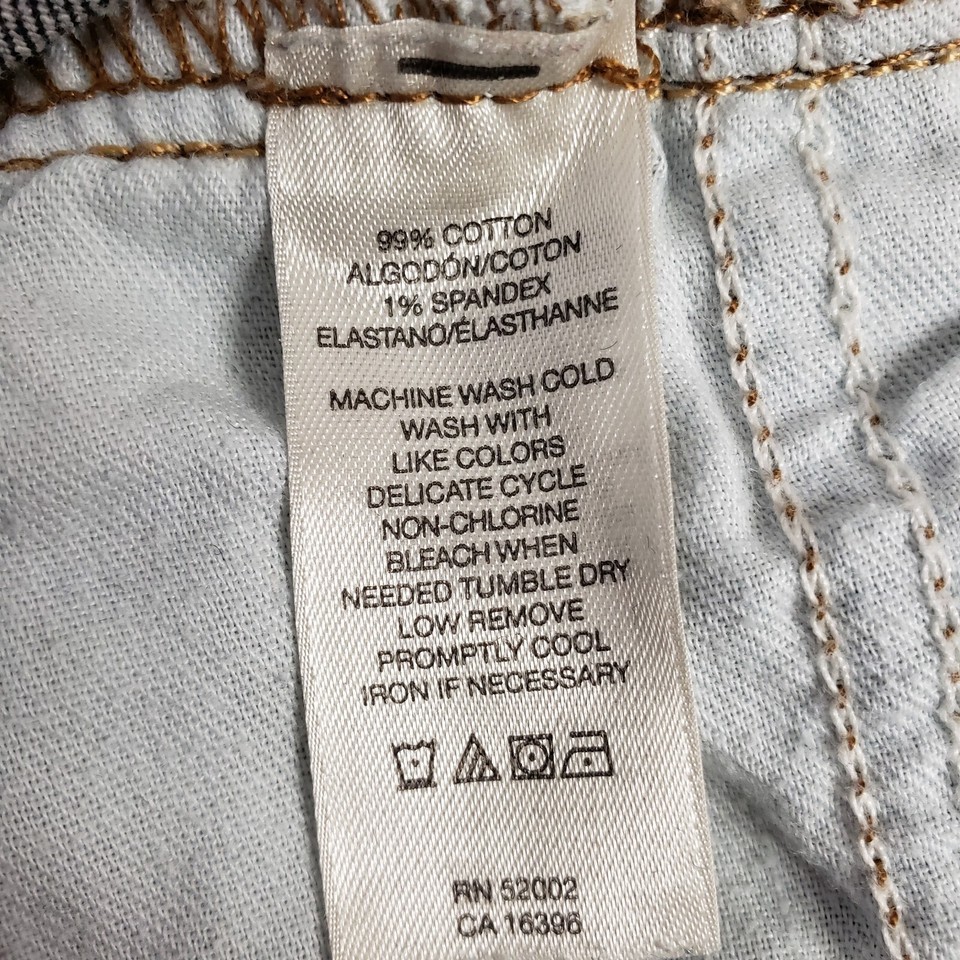 99% COTTON
ALGODÓN/COTON
1% SPANDEX
ELASTANO/ÉLASTHANNE
MACHINE WASH COLD
WASH WITH
LIKE COLORS
DELICATE CYCLE
NON-CHLORINE
BLEACH WHEN
NEEDED TUMBLE DRY
LOW REMOVE
PROMPTLY COOL
IRON IF NECESSARY
RN 52002
CA 16396